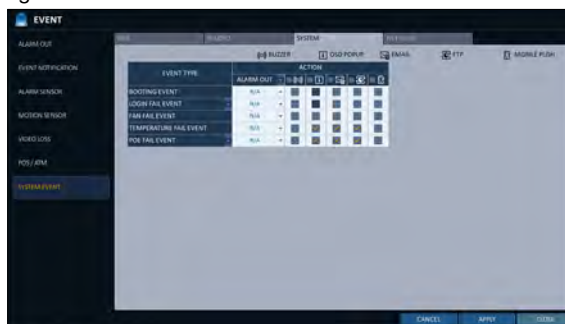 EVENT
ALARM OUT
EVENT NOTIFICATION
ALARM SENSOR
MOTION SENSOR
VIDEO LOSS
POS / ATM
SYSTEM EVENT
DISK
SYSTEM
BUZZER
OSD POPUP
EMAIL
FTP
MOBILE PUSH
EVENT TYPE
ACTION
ALARM OUT
BOOTING EVENT N/A
LOGIN FAIL EVENT N/A
FAN FAIL EVENT N/A
TEMPERATURE FAIL EVENT N/A
POE FAIL EVENT N/A
CANCEL
APPLY
CLOSE